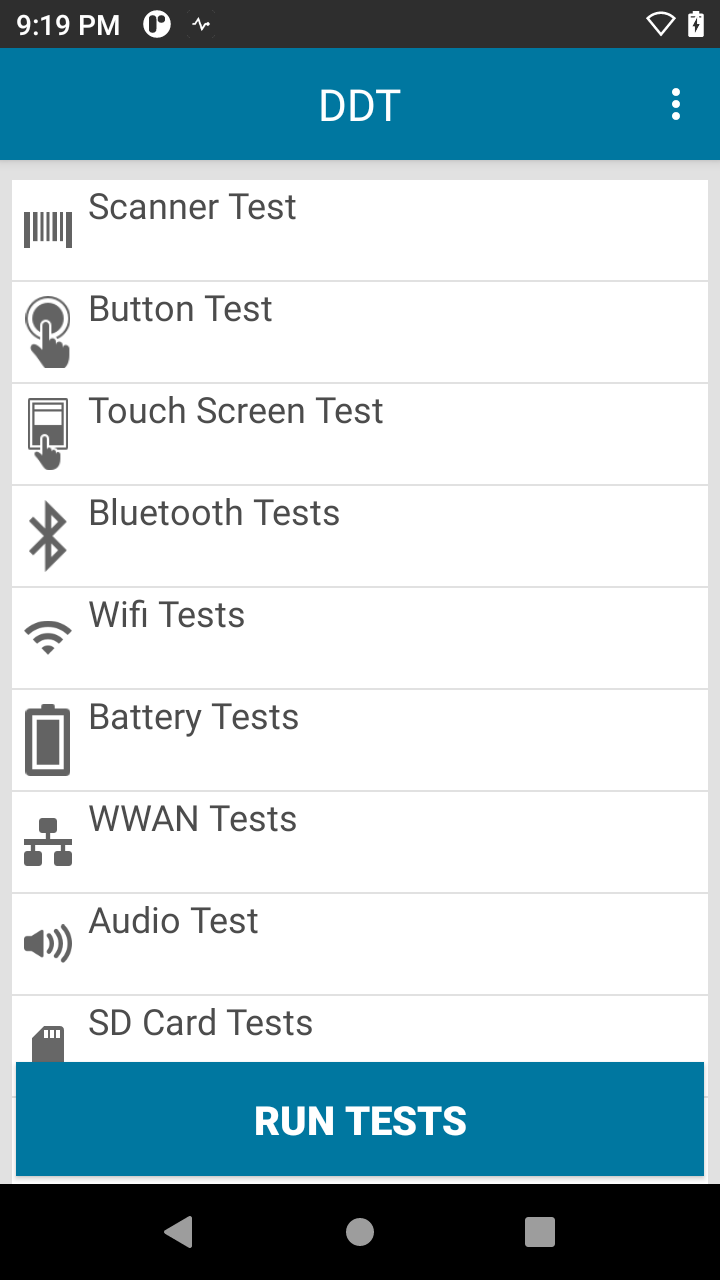 9:19 PM
DDT
Scanner Test
Button Test
Touch Screen Test
Bluetooth Tests
Wifi Tests
Battery Tests
WWAN Tests
Audio Test
SD Card Tests
RUN TESTS